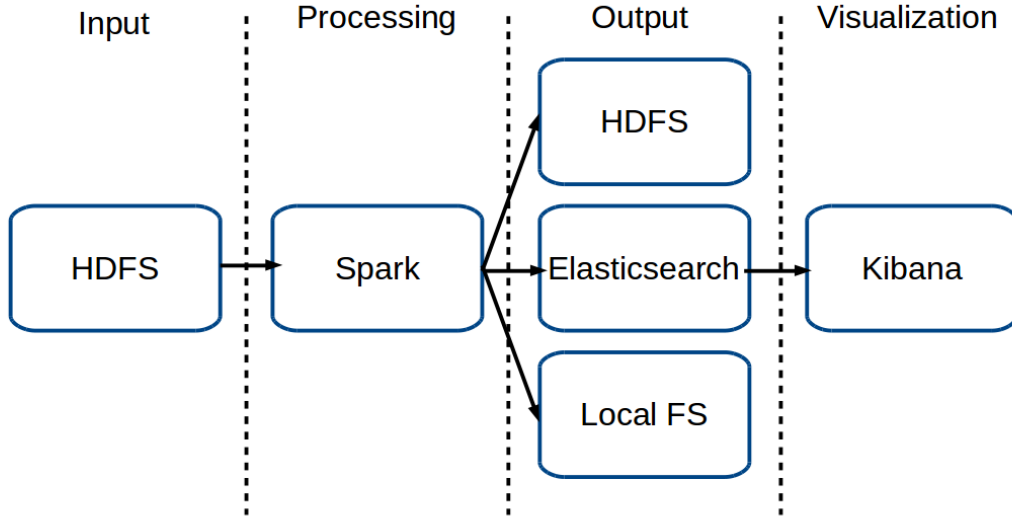 Input
Processing
Output
Visualization
HDFS
HDFS
Spark
Elasticsearch
Kibana
Local FS